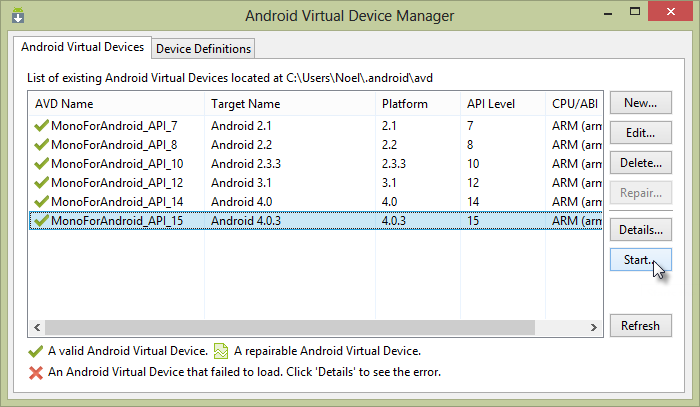 Android Virtual Device Manager
Android Virtual Devices Device Definitions
List of existing Android Virtual Devices located at C:\Users\Noel\.android\avd
AVD Name Target Name Platform API Level CPU/ABI
MonoForAndroid_API_7 Android 2.1 2.1 7 ARM (arm
MonoForAndroid_API_8 Android 2.2 2.2 8 ARM (arm
MonoForAndroid_API_10 Android 2.3.3 2.3.3 10 ARM (arm
MonoForAndroid_API_12 Android 3.1 3.1 12 ARM (arm
MonoForAndroid_API_14 Android 4.0 4.0 14 ARM (arm
MonoForAndroid_API_15 Android 4.0.3 4.0.3 15 ARM (arm
New...
Edit...
Delete...
Repair...
Details...
Start...
Refresh
A valid Android Virtual Device. A repairable Android Virtual Device.
An Android Virtual Device that failed to load. Click 'Details' to see the error.